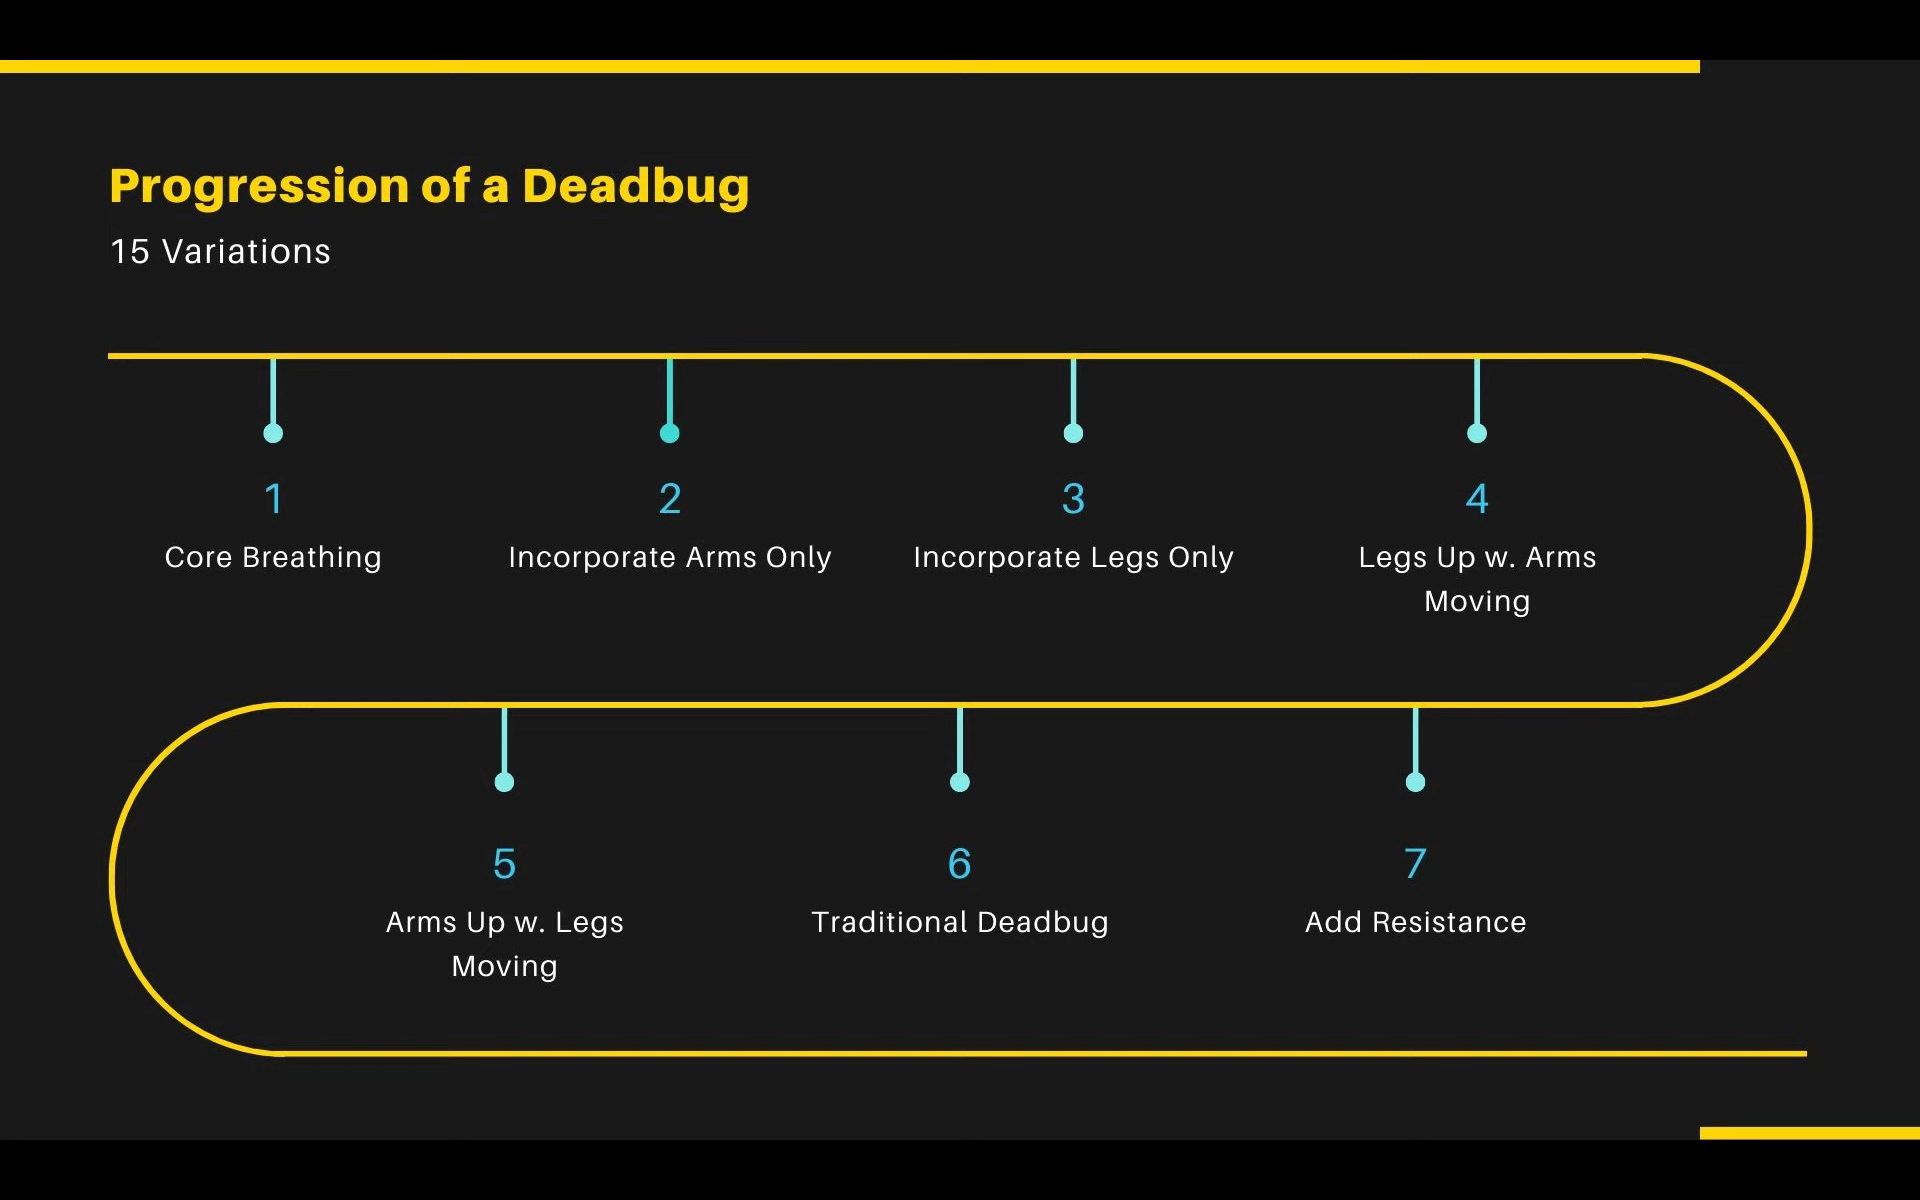 Progression of a Deadbug
15 Variations
1
Core Breathing
2
Incorporate Arms Only
3
Incorporate Legs Only
4
Legs Up w. Arms
Moving
5
Arms Up w. Legs
Moving
6
Traditional Deadbug
7
Add Resistance